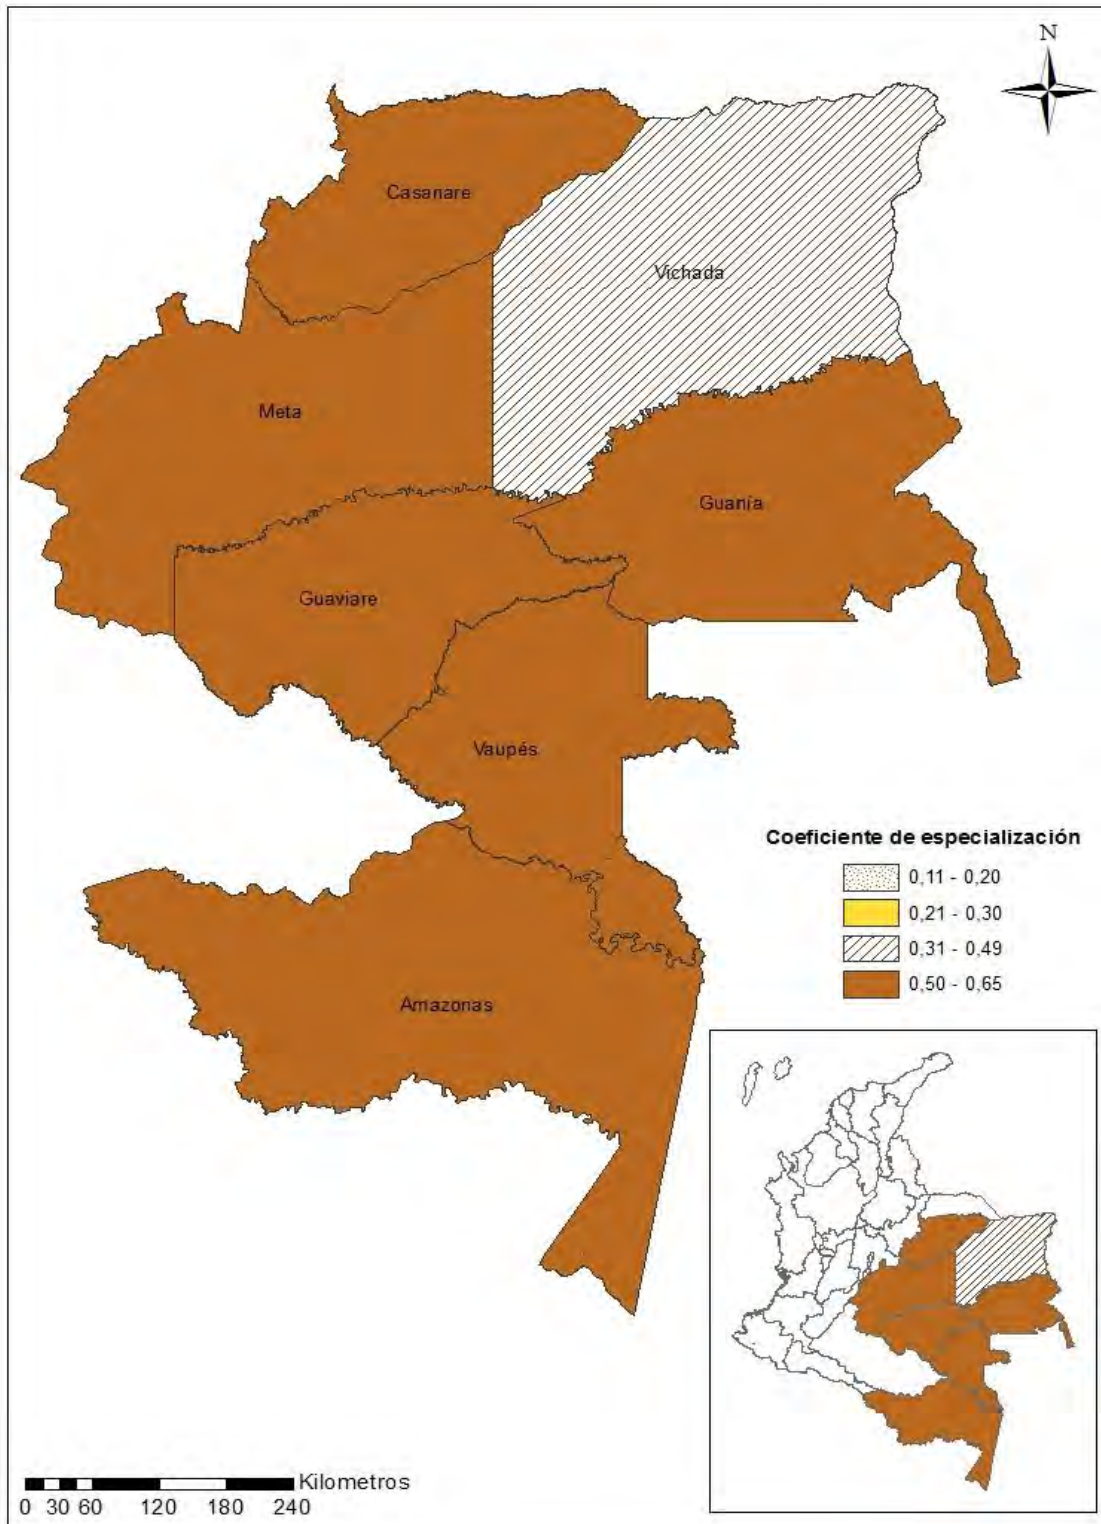 N
Casanare
Vichada
Meta
Guanía
Guaviare
Vaupés
Coeficiente de especialización
0,11 - 0,20
0,21 - 0,30
0,31 - 0,49
0,50 - 0,65
Amazonas
Kilometros
0 30 60 120 180 240